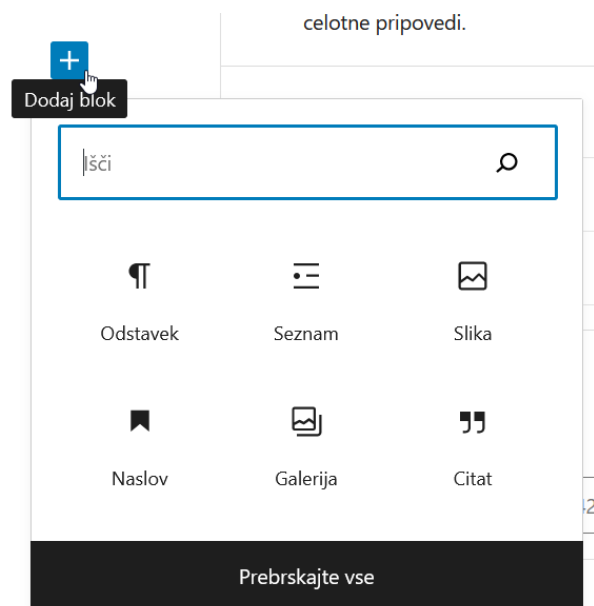 celotne pripovedi.
Dodaj blok
Išči
Odstavek
Seznam
Slika
Naslov
Galerija
Citat
Prebrskajte vse